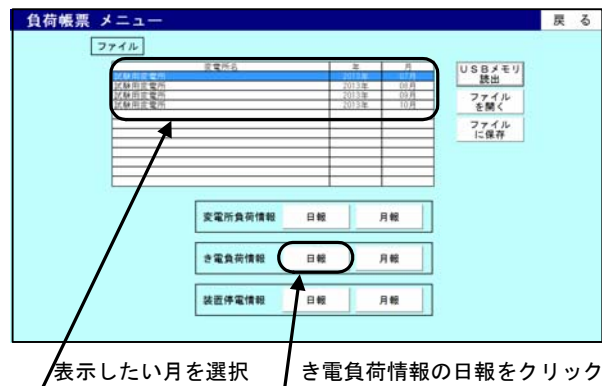 負荷帳票 メニュー 戻 る
ファイル
変電所名 年 月
試験用変電所 2013年 07月
試験用変電所 2013年 08月
試験用変電所 2013年 09月
試験用変電所 2013年 10月
USBメモリ
読出
ファイル
を開く
ファイル
に保存
変電所負荷情報 日報 月報
き電負荷情報 日報 月報
装置停電情報 日報 月報
表示したい月を選択 き電負荷情報の日報をクリック